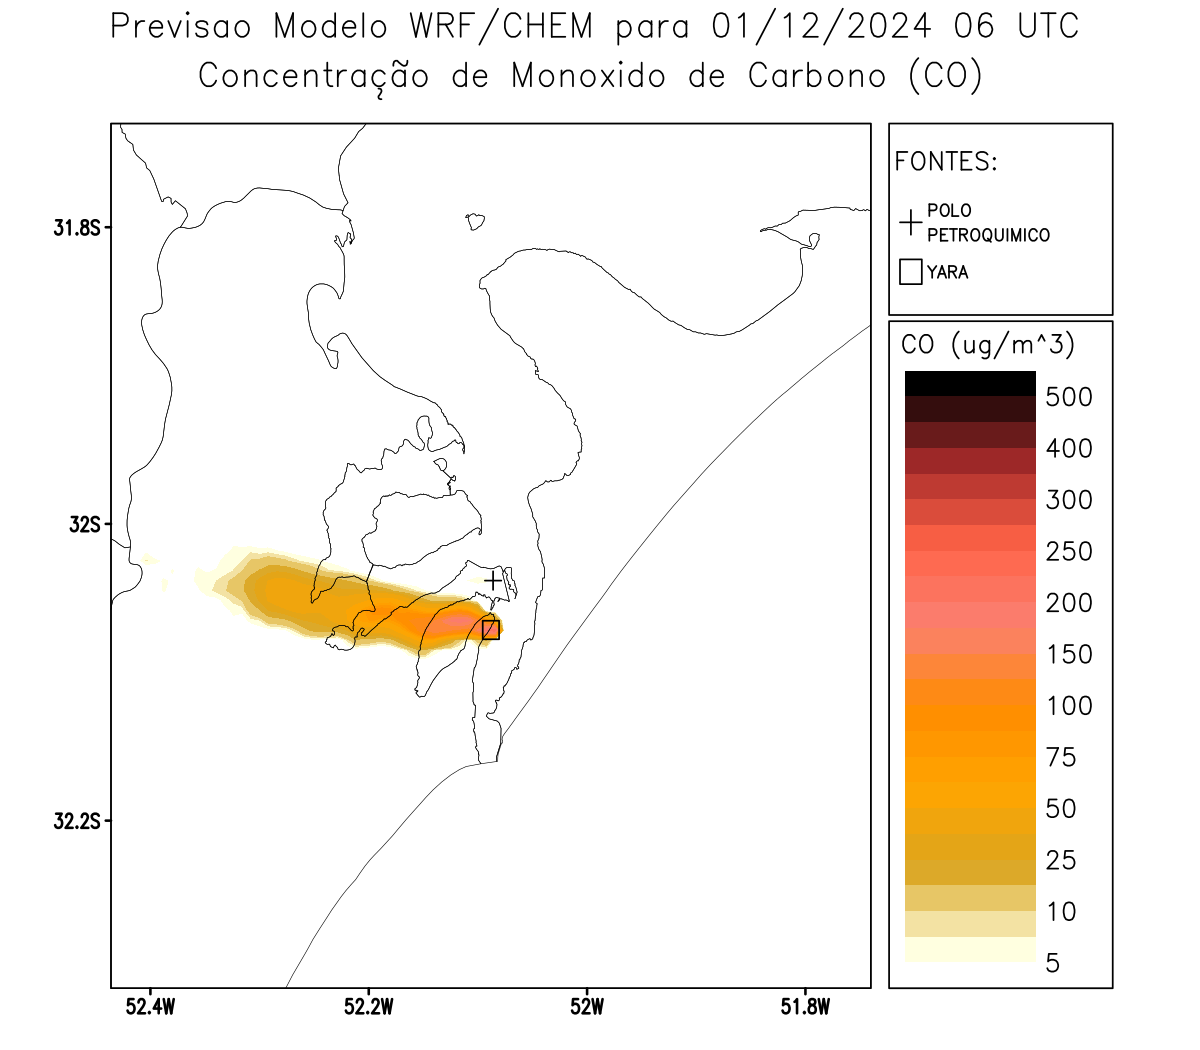 Previsao Modelo WRF/CHEM para 01/12/2024 06 UTC
Concentração de Monoxido de Carbono (CO)
FONTES:
POLO
PETROQUIMICO
YARA
CO (ug/m^3)
500
400
300
250
200
150
100
75
50
25
10
5
31.8S
32S
32.2S
52.4W
52.2W
52W
51.8W